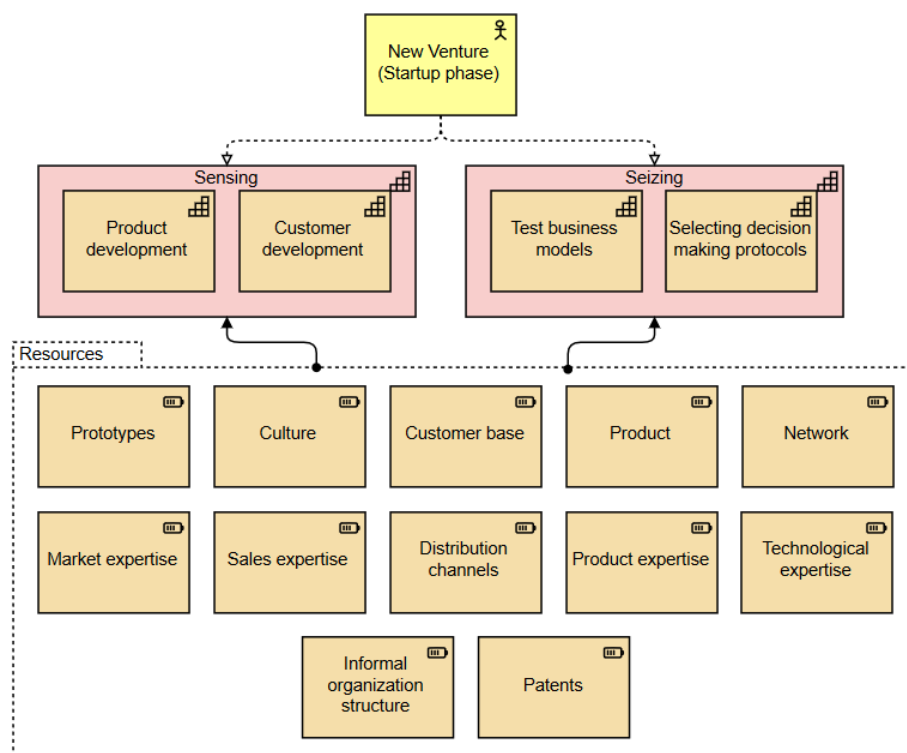 New Venture
(Startup phase)
Sensing
Product
development
Customer
development
Seizing
Test business
models
Selecting decision
making protocols
Resources
Prototypes
Culture
Customer base
Product
Network
Market expertise
Sales expertise
Distribution
channels
Product expertise
Technological
expertise
Informal
organization
structure
Patents